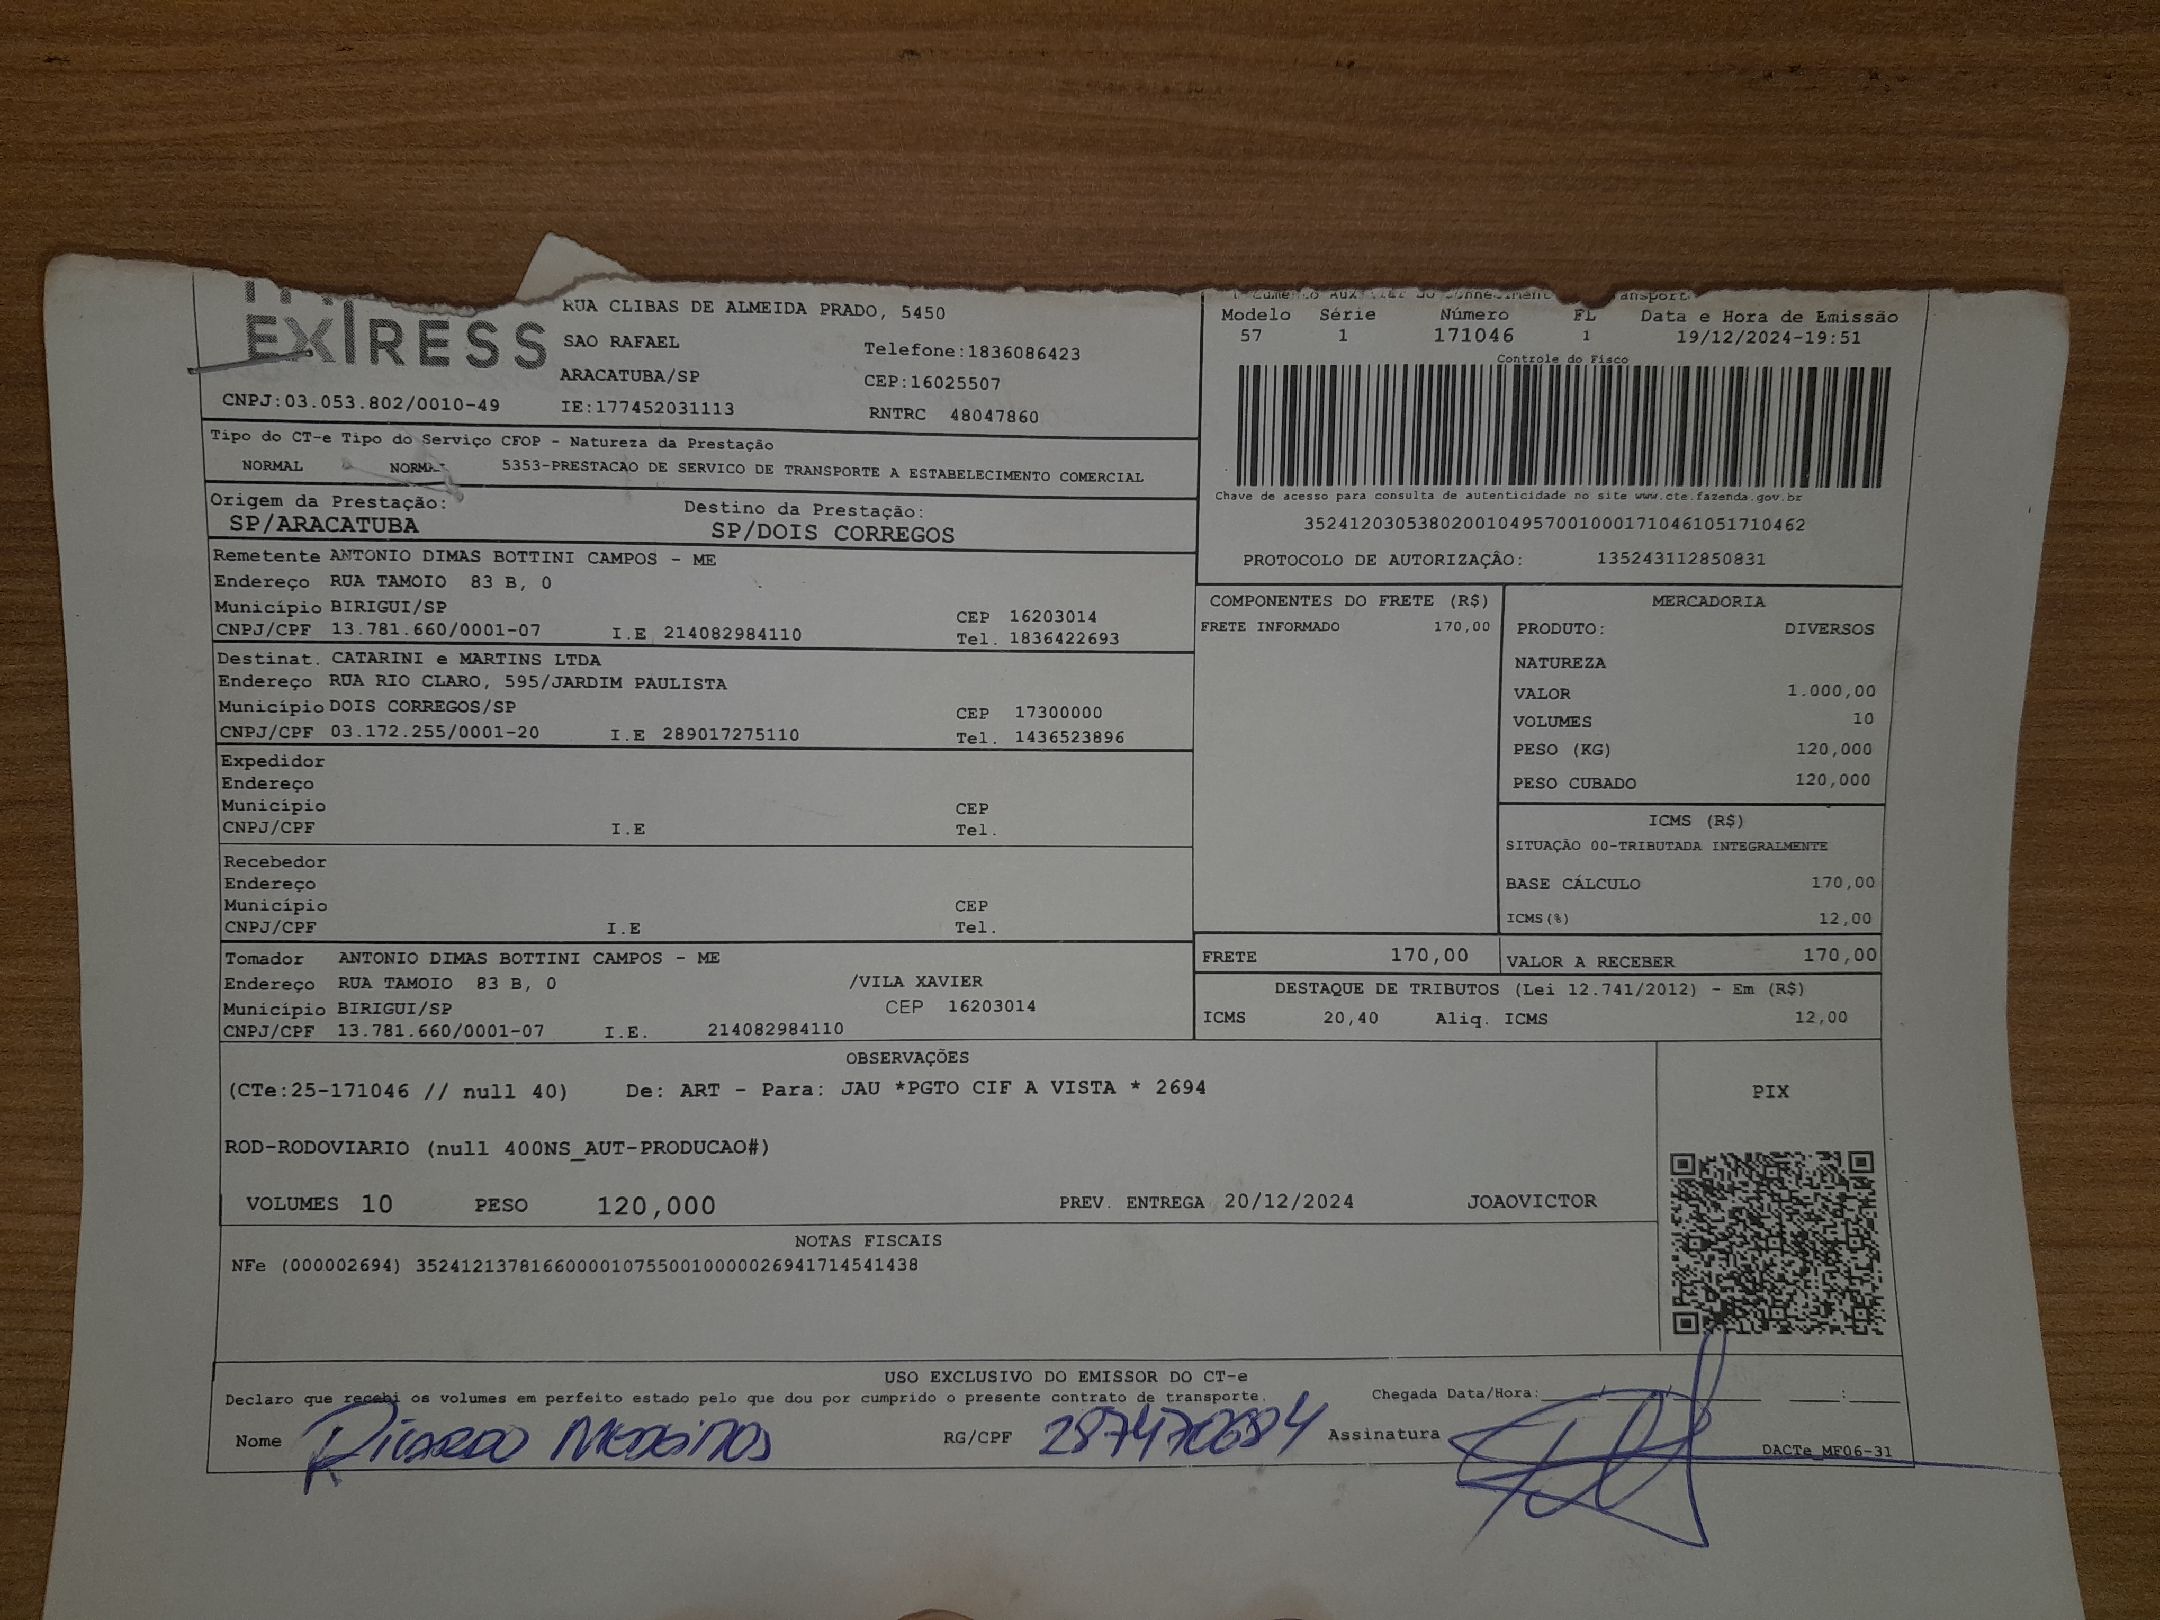 EXPRESS
RUA CLIBAS DE ALMEIDA PRADO, 5450
SAO RAFAEL
Telefone:1836086423
ARACATUBA/SP
CEP:16025507
CNPJ:03.053.802/0010-49
IE:177452031113
RNTRC 48047860
Modelo Série Número FL Data e Hora de Emissão
57 1 171046 1 19/12/2024-19:51
Controle do Fisco
Chave de acesso para consulta de autenticidade no site www.cte.fazenda.gov.br
35241203053802001049570010001710461051710462
PROTOCOLO DE AUTORIZAÇÂO: 135243112850831
Tipo do CT-e Tipo do Serviço CFOP - Natureza da Prestação
NORMAL NORMAL 5353-PRESTACAO DE SERVICO DE TRANSPORTE A ESTABELECIMENTO COMERCIAL
Origem da Prestação: Destino da Prestação:
SP/ARACATUBA SP/DOIS CORREGOS
Remetente ANTONIO DIMAS BOTTINI CAMPOS - ME
Endereço RUA TAMOIO 83 B, 0
Município BIRIGUI/SP CEP 16203014
CNPJ/CPF 13.781.660/0001-07 I.E 214082984110 Tel. 1836422693
Destinat. CATARINI e MARTINS LTDA
Endereço RUA RIO CLARO, 595/JARDIM PAULISTA
Município DOIS CORREGOS/SP CEP 17300000
CNPJ/CPF 03.172.255/0001-20 I.E 289017275110 Tel. 1436523896
Expedidor
Endereço
Município CEP
CNPJ/CPF I.E Tel.
Recebedor
Endereço
Município CEP
CNPJ/CPF I.E Tel.
Tomador ANTONIO DIMAS BOTTINI CAMPOS - ME
Endereço RUA TAMOIO 83 B, 0 /VILA XAVIER
Município BIRIGUI/SP CEP 16203014
CNPJ/CPF 13.781.660/0001-07 I.E. 214082984110
COMPONENTES DO FRETE (R$)
FRETE INFORMADO 170,00
MERCADORIA
PRODUTO: DIVERSOS
NATUREZA
VALOR 1.000,00
VOLUMES 10
PESO (KG) 120,000
PESO CUBADO 120,000
ICMS (R$)
SITUAÇÃO 00-TRIBUTADA INTEGRALMENTE
BASE CÁLCULO 170,00
ICMS(%) 12,00
FRETE 170,00 VALOR A RECEBER 170,00
DESTAQUE DE TRIBUTOS (Lei 12.741/2012) - Em (R$)
ICMS 20,40 Aliq. ICMS 12,00
OBSERVAÇÕES
(CTe:25-171046 // null 40) De: ART - Para: JAU *PGTO CIF A VISTA * 2694
PIX
ROD-RODOVIARIO (null 400NS_AUT-PRODUCAO#)
VOLUMES 10 PESO 120,000 PREV. ENTREGA 20/12/2024 JOAOVICTOR
NOTAS FISCAIS
NFe (000002694) 35241213781660000107550010000026941714541438
USO EXCLUSIVO DO EMISSOR DO CT-e
Declaro que recebi os volumes em perfeito estado pelo que dou por cumprido o presente contrato de transporte. Chegada Data/Hora:
Nome Ricardo Medeiros RG/CPF 287470684 Assinatura
DACTe_MF06-31